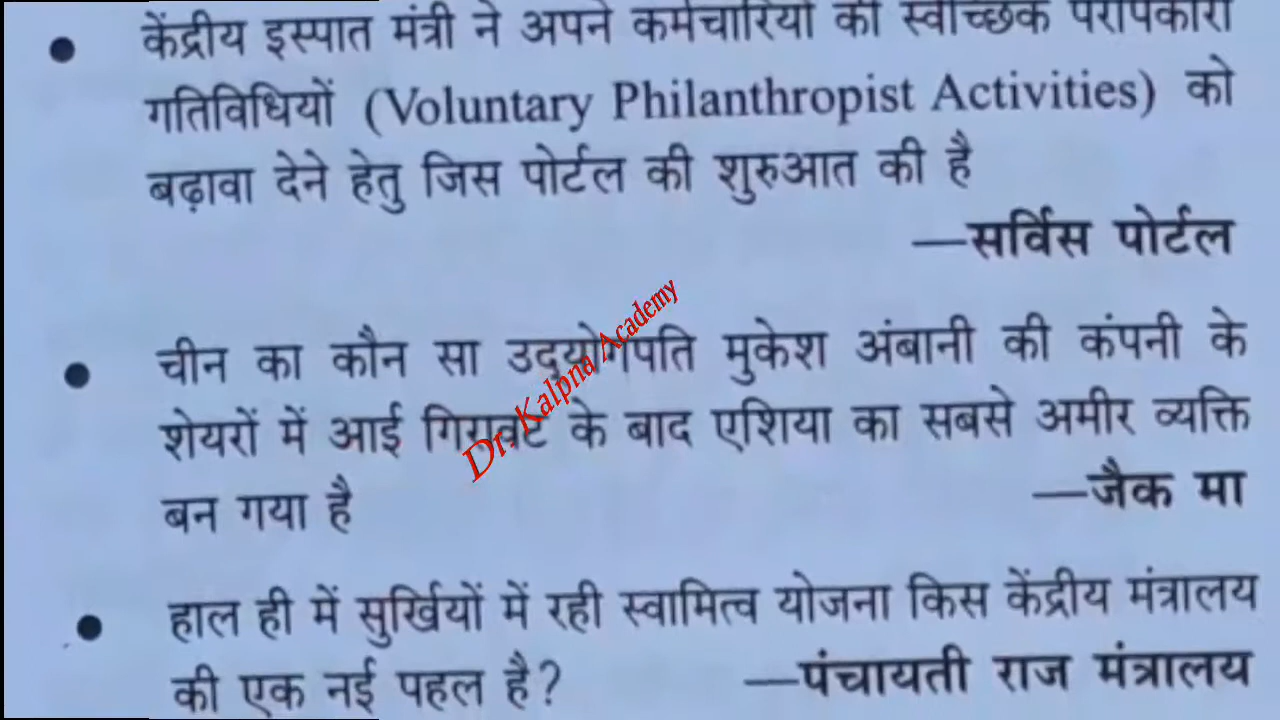 केंद्रीय इस्पात मंत्री ने अपने कर्मचारियों की स्वैच्छिक परोपकारी
गतिविधियों (Voluntary Philanthropist Activities) को
बढ़ावा देने हेतु जिस पोर्टल की शुरुआत की है
—सर्विस पोर्टल
चीन का कौन सा उद्योगपति मुकेश अंबानी की कंपनी के
शेयरों में आई गिरावट के बाद एशिया का सबसे अमीर व्यक्ति
बन गया है
—जैक मा
हाल ही में सुर्खियों में रही स्वामित्व योजना किस केंद्रीय मंत्रालय
की एक नई पहल है?
—पंचायती राज मंत्रालय
Dr. Kalpna Academy